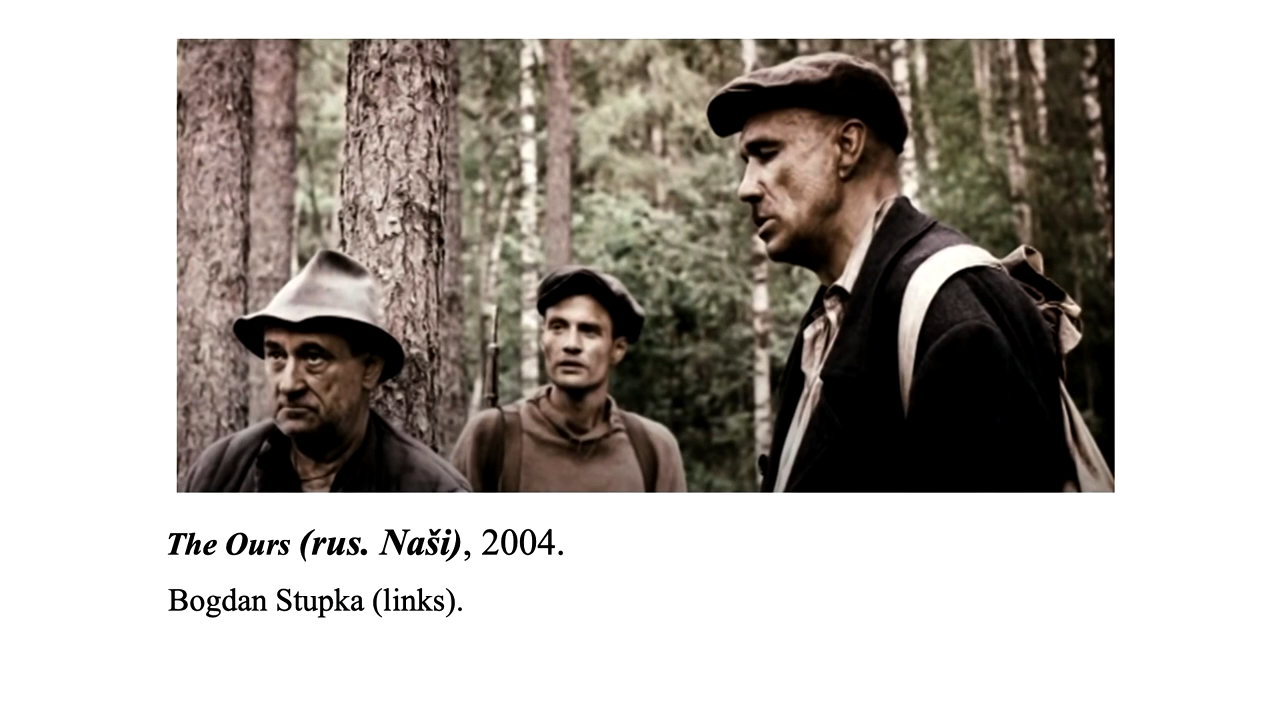 The Ours (rus. Naši), 2004.
Bogdan Stupka (links).